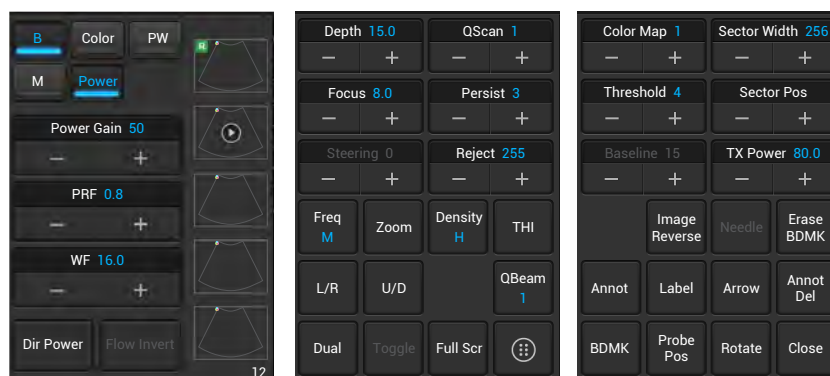 B Color PW
R
M Power
Power Gain 50
− +
PRF 0.8
− +
WF 16.0
− +
Dir Power Flow Invert
12
Depth 15.0 QScan 1
− + − +
Focus 8.0 Persist 3
− + − +
Steering 0 Reject 255
− + − +
Freq
M
Zoom
Density
H
THI
L/R U/D
QBeam
1
Dual Toggle Full Scr
Color Map 1 Sector Width 256
− + − +
Threshold 4 Sector Pos
− + − +
Baseline 15 TX Power 80.0
− + − +
Image
Reverse
Needle
Erase
BDMK
Annot Label Arrow
Annot
Del
BDMK
Probe
Pos
Rotate Close